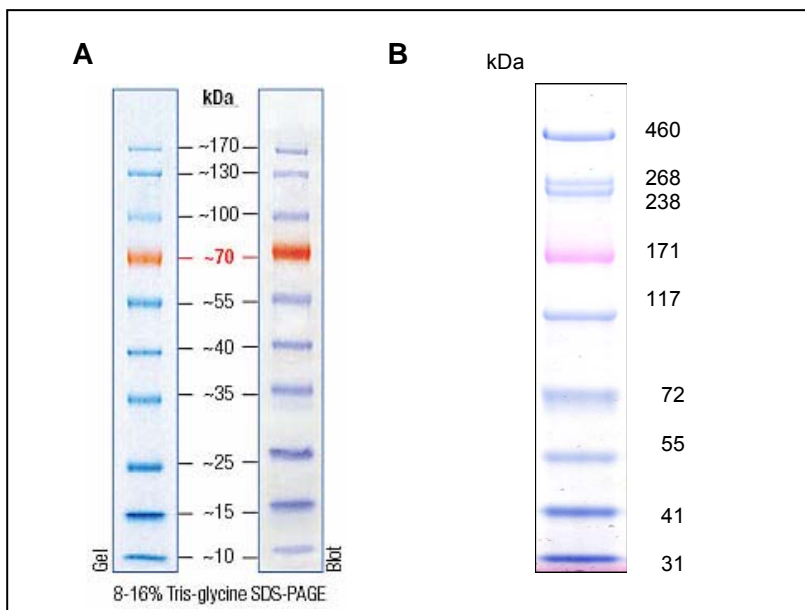 A
kDa
~170
~130
~100
~70
~55
~40
~35
~25
~15
~10
Gel
Blot
8-16% Tris-glycine SDS-PAGE
B
kDa
460
268
238
171
117
72
55
41
31